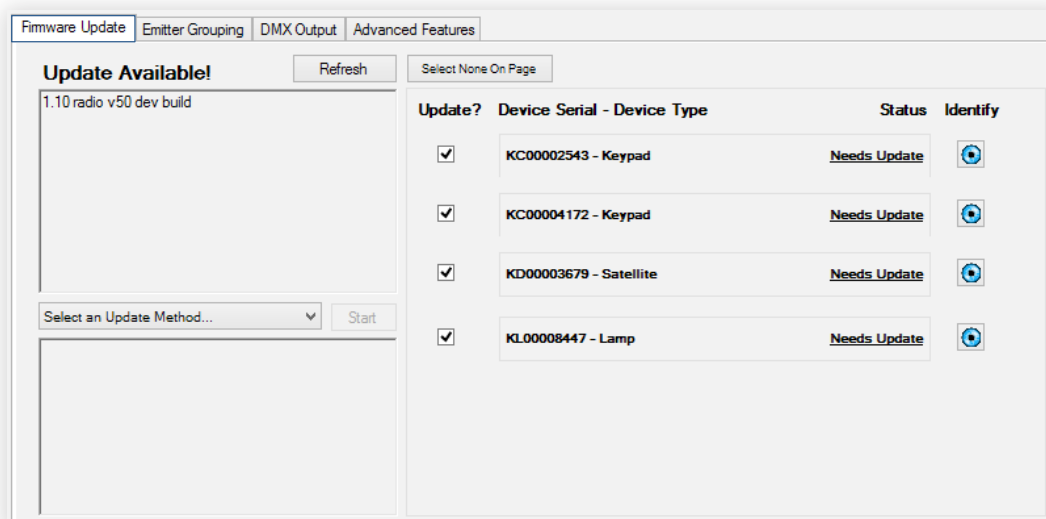 Firmware Update Emitter Grouping DMX Output Advanced Features
Update Available! Refresh Select None On Page
1.10 radio v50 dev build
Update? Device Serial - Device Type Status Identify
KC00002543 - Keypad Needs Update
KC00004172 - Keypad Needs Update
KD00003679 - Satellite Needs Update
Select an Update Method... Start
KL00008447 - Lamp Needs Update